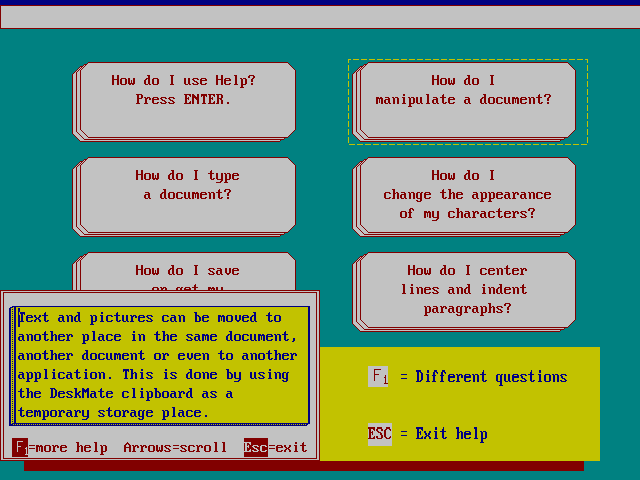 How do I use Help?
Press ENTER.
How do I
manipulate a document?
How do I type
a document?
How do I
change the appearance
of my characters?
How do I save
or get my
How do I center
lines and indent
paragraphs?
Text and pictures can be moved to
another place in the same document,
another document or even to another
application. This is done by using
the DeskMate clipboard as a
temporary storage place.
F1=more help Arrows=scroll Esc=exit
F1 = Different questions
ESC = Exit help